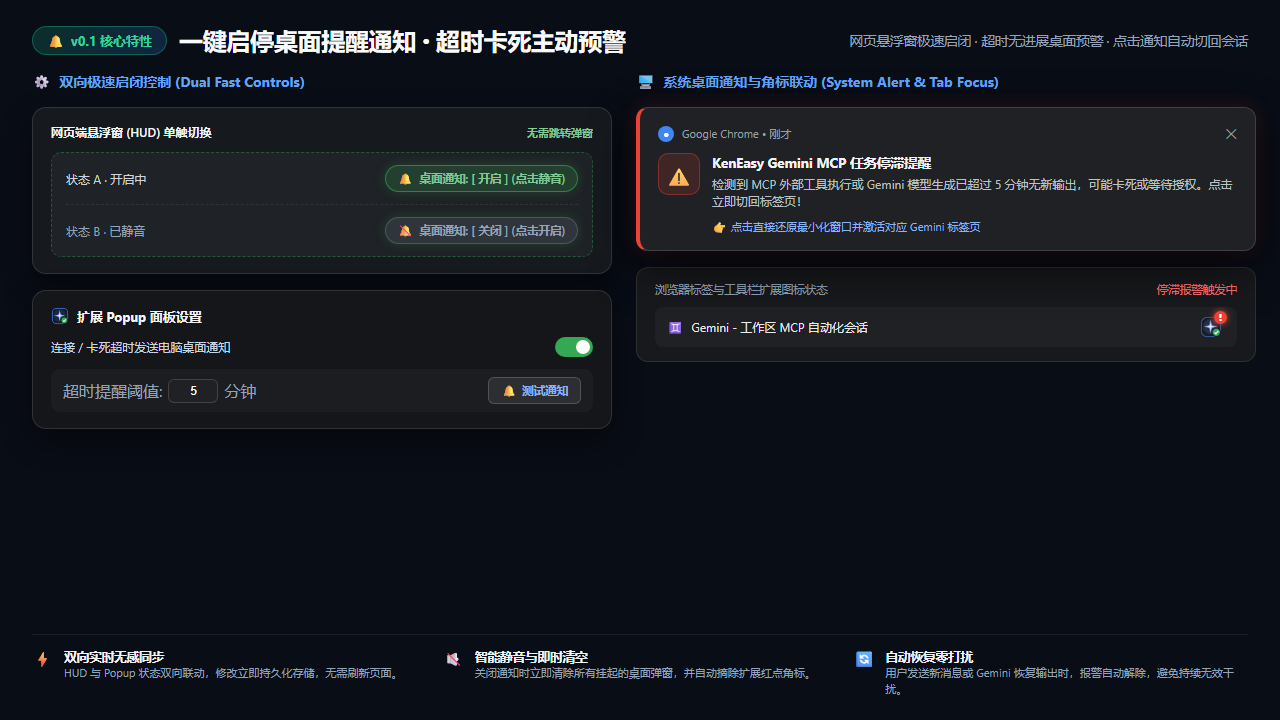 v0.1 核心特性
一键启停桌面提醒通知 · 超时卡死主动预警
网页悬浮窗极速启闭 · 超时无进展桌面预警 · 点击通知自动切回会话
双向极速启闭控制 (Dual Fast Controls)
网页端悬浮窗 (HUD) 单触切换
无需跳转弹窗
状态 A · 开启中
桌面通知: [ 开启 ] (点击静音)
状态 B · 已静音
桌面通知: [ 关闭 ] (点击开启)
扩展 Popup 面板设置
连接 / 卡死超时发送电脑桌面通知
超时提醒阈值: 5 分钟
测试通知
系统桌面通知与角标联动 (System Alert & Tab Focus)
Google Chrome • 刚才
KenEasy Gemini MCP 任务停滞提醒
检测到 MCP 外部工具执行或 Gemini 模型生成已超过 5 分钟无新输出，可能卡死或等待授权。点击
立即切回标签页！
点击直接还原最小化窗口并激活对应 Gemini 标签页
浏览器标签与工具栏扩展图标状态
停滞报警触发中
Gemini - 工作区 MCP 自动化会话
!
双向实时无感同步
HUD 与 Popup 状态双向联动，修改立即持久化存储，无需刷新页面。
智能静音与即时清空
关闭通知时立即清除所有挂起的桌面弹窗，并自动摘除扩展红点角标。
自动恢复零打扰
用户发送新消息或 Gemini 恢复输出时，报警自动解除，避免持续无效干
扰。